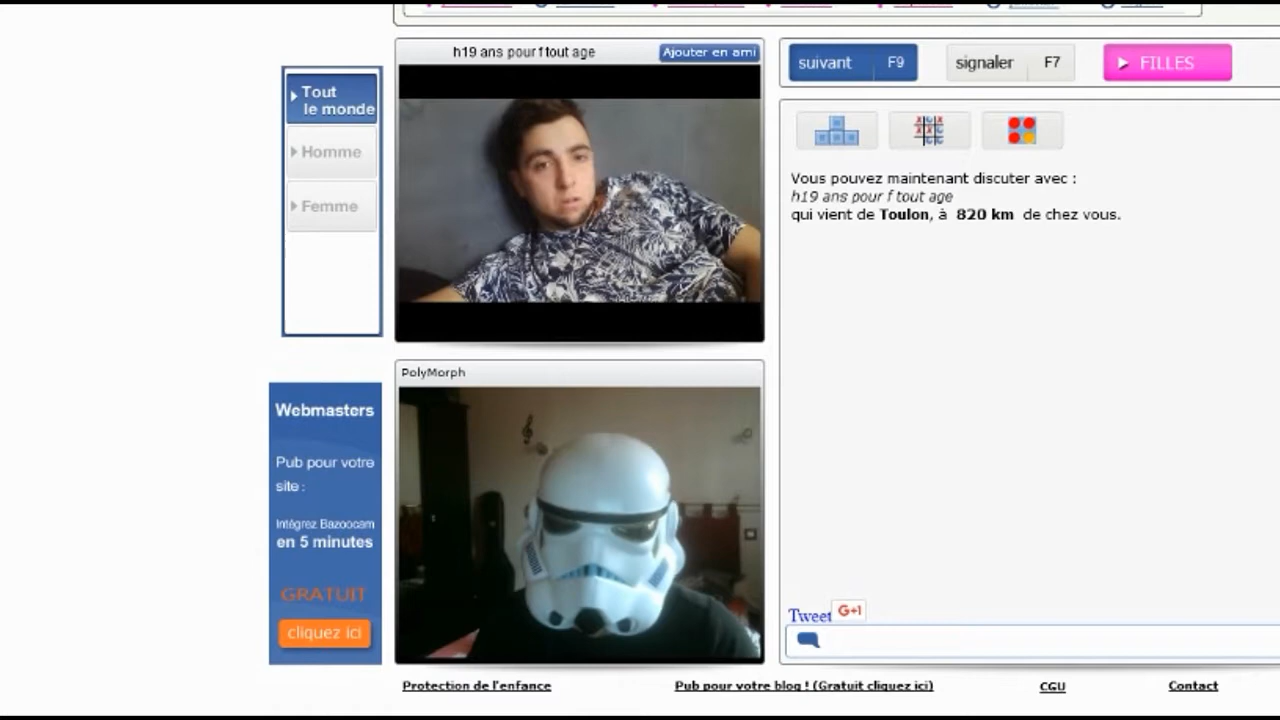 h19 ans pour f tout age
Ajouter en ami
suivant F9
signaler F7
FILLES
Tout
le monde
Homme
Femme
Vous pouvez maintenant discuter avec :
h19 ans pour f tout age
qui vient de Toulon, à 820 km de chez vous.
PolyMorph
Webmasters
Pub pour votre
site :
Intégrez Bazoocam
en 5 minutes
GRATUIT
cliquez ici
Tweet G+1
Protection de l'enfance
Pub pour votre blog ! (Gratuit cliquez ici)
CGU
Contact